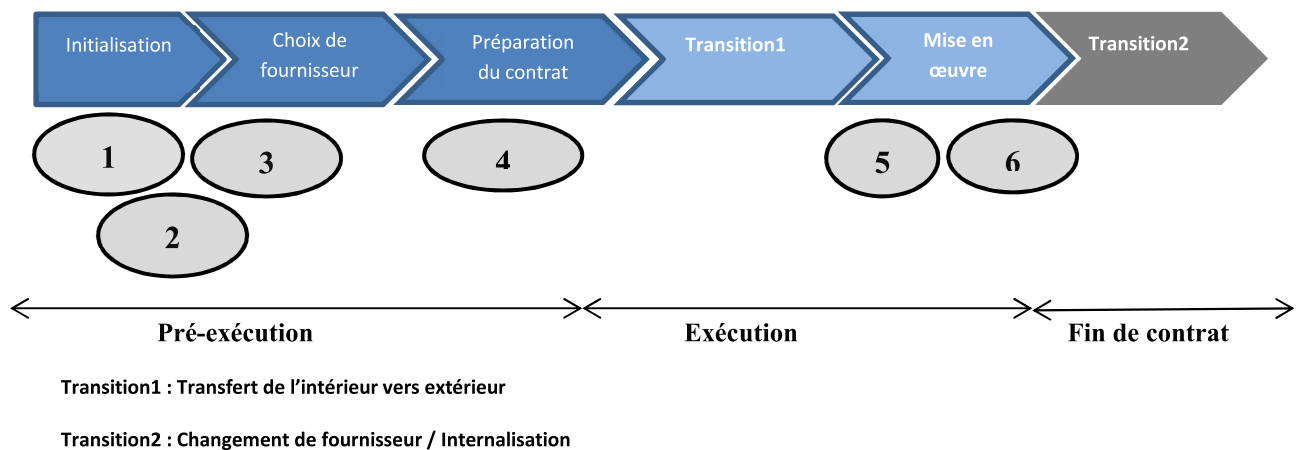 Initialisation
Choix de
fournisseur
Préparation
du contrat
Transition1
Mise en
œuvre
Transition2
1
3
4
5
6
2
Pré-exécution
Exécution
Fin de contrat
Transition1 : Transfert de l’intérieur vers extérieur
Transition2 : Changement de fournisseur / Internalisation